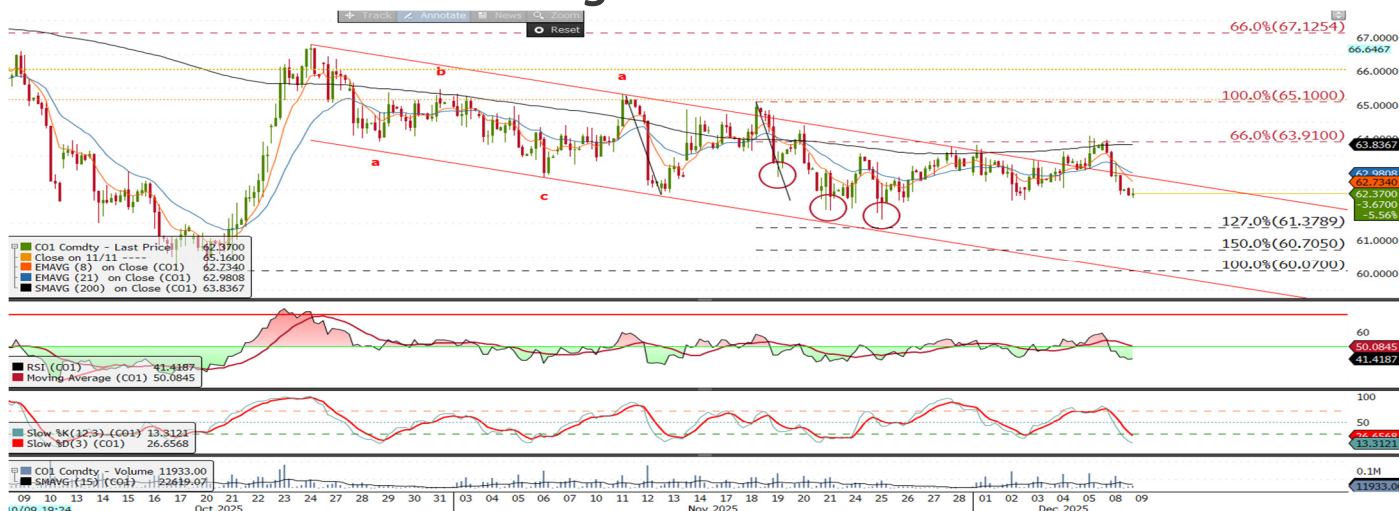 Track Annotate News Zoom
Reset
66.0%(67.1254)
67.0000
66.6467
66.0000
b
a
100.0%(65.1000)
65.0000
66.0%(63.9100)
63.8367
a
62.9808
62.7340
c
62.3700
-3.6700
-5.56%
127.0%(61.3789)
61.0000
150.0%(60.7050)
100.0%(60.0700)
60.0000
CO1 Comdty - Last Price 62.3700
Close on 11/11 ---- 65.1600
EMAVG (8) on Close (CO1) 62.7340
EMAVG (21) on Close (CO1) 62.9808
SMAVG (200) on Close (CO1) 63.8367
60
50.0845
41.4187
RSI (CO1) 41.4187
Moving Average (CO1) 50.0845
100
50
26.6568
13.3121
Slow %K(12,3) (CO1) 13.3121
Slow %D(3) (CO1) 26.6568
CO1 Comdty - Volume 11933.00
SMAVG (15) (CO1) 22619.07
0.1M
11933.00
09 10 13 14 15 16 17 20 21 22 23 24 27 28 29 30 31 03 04 05 06 07 10 11 12 13 14 17 18 19 20 21 24 25 26 27 28 01 02 03 04 05 08 09
10/09 19:24 Oct 2025 Nov 2025 Dec 2025